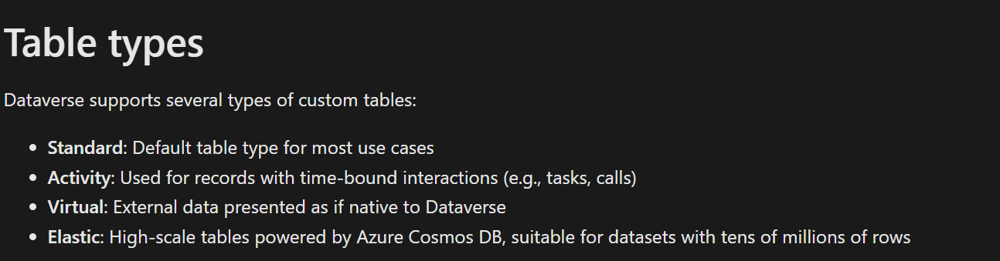 Table types
Dataverse supports several types of custom tables:
• Standard: Default table type for most use cases
• Activity: Used for records with time-bound interactions (e.g., tasks, calls)
• Virtual: External data presented as if native to Dataverse
• Elastic: High-scale tables powered by Azure Cosmos DB, suitable for datasets with tens of millions of rows